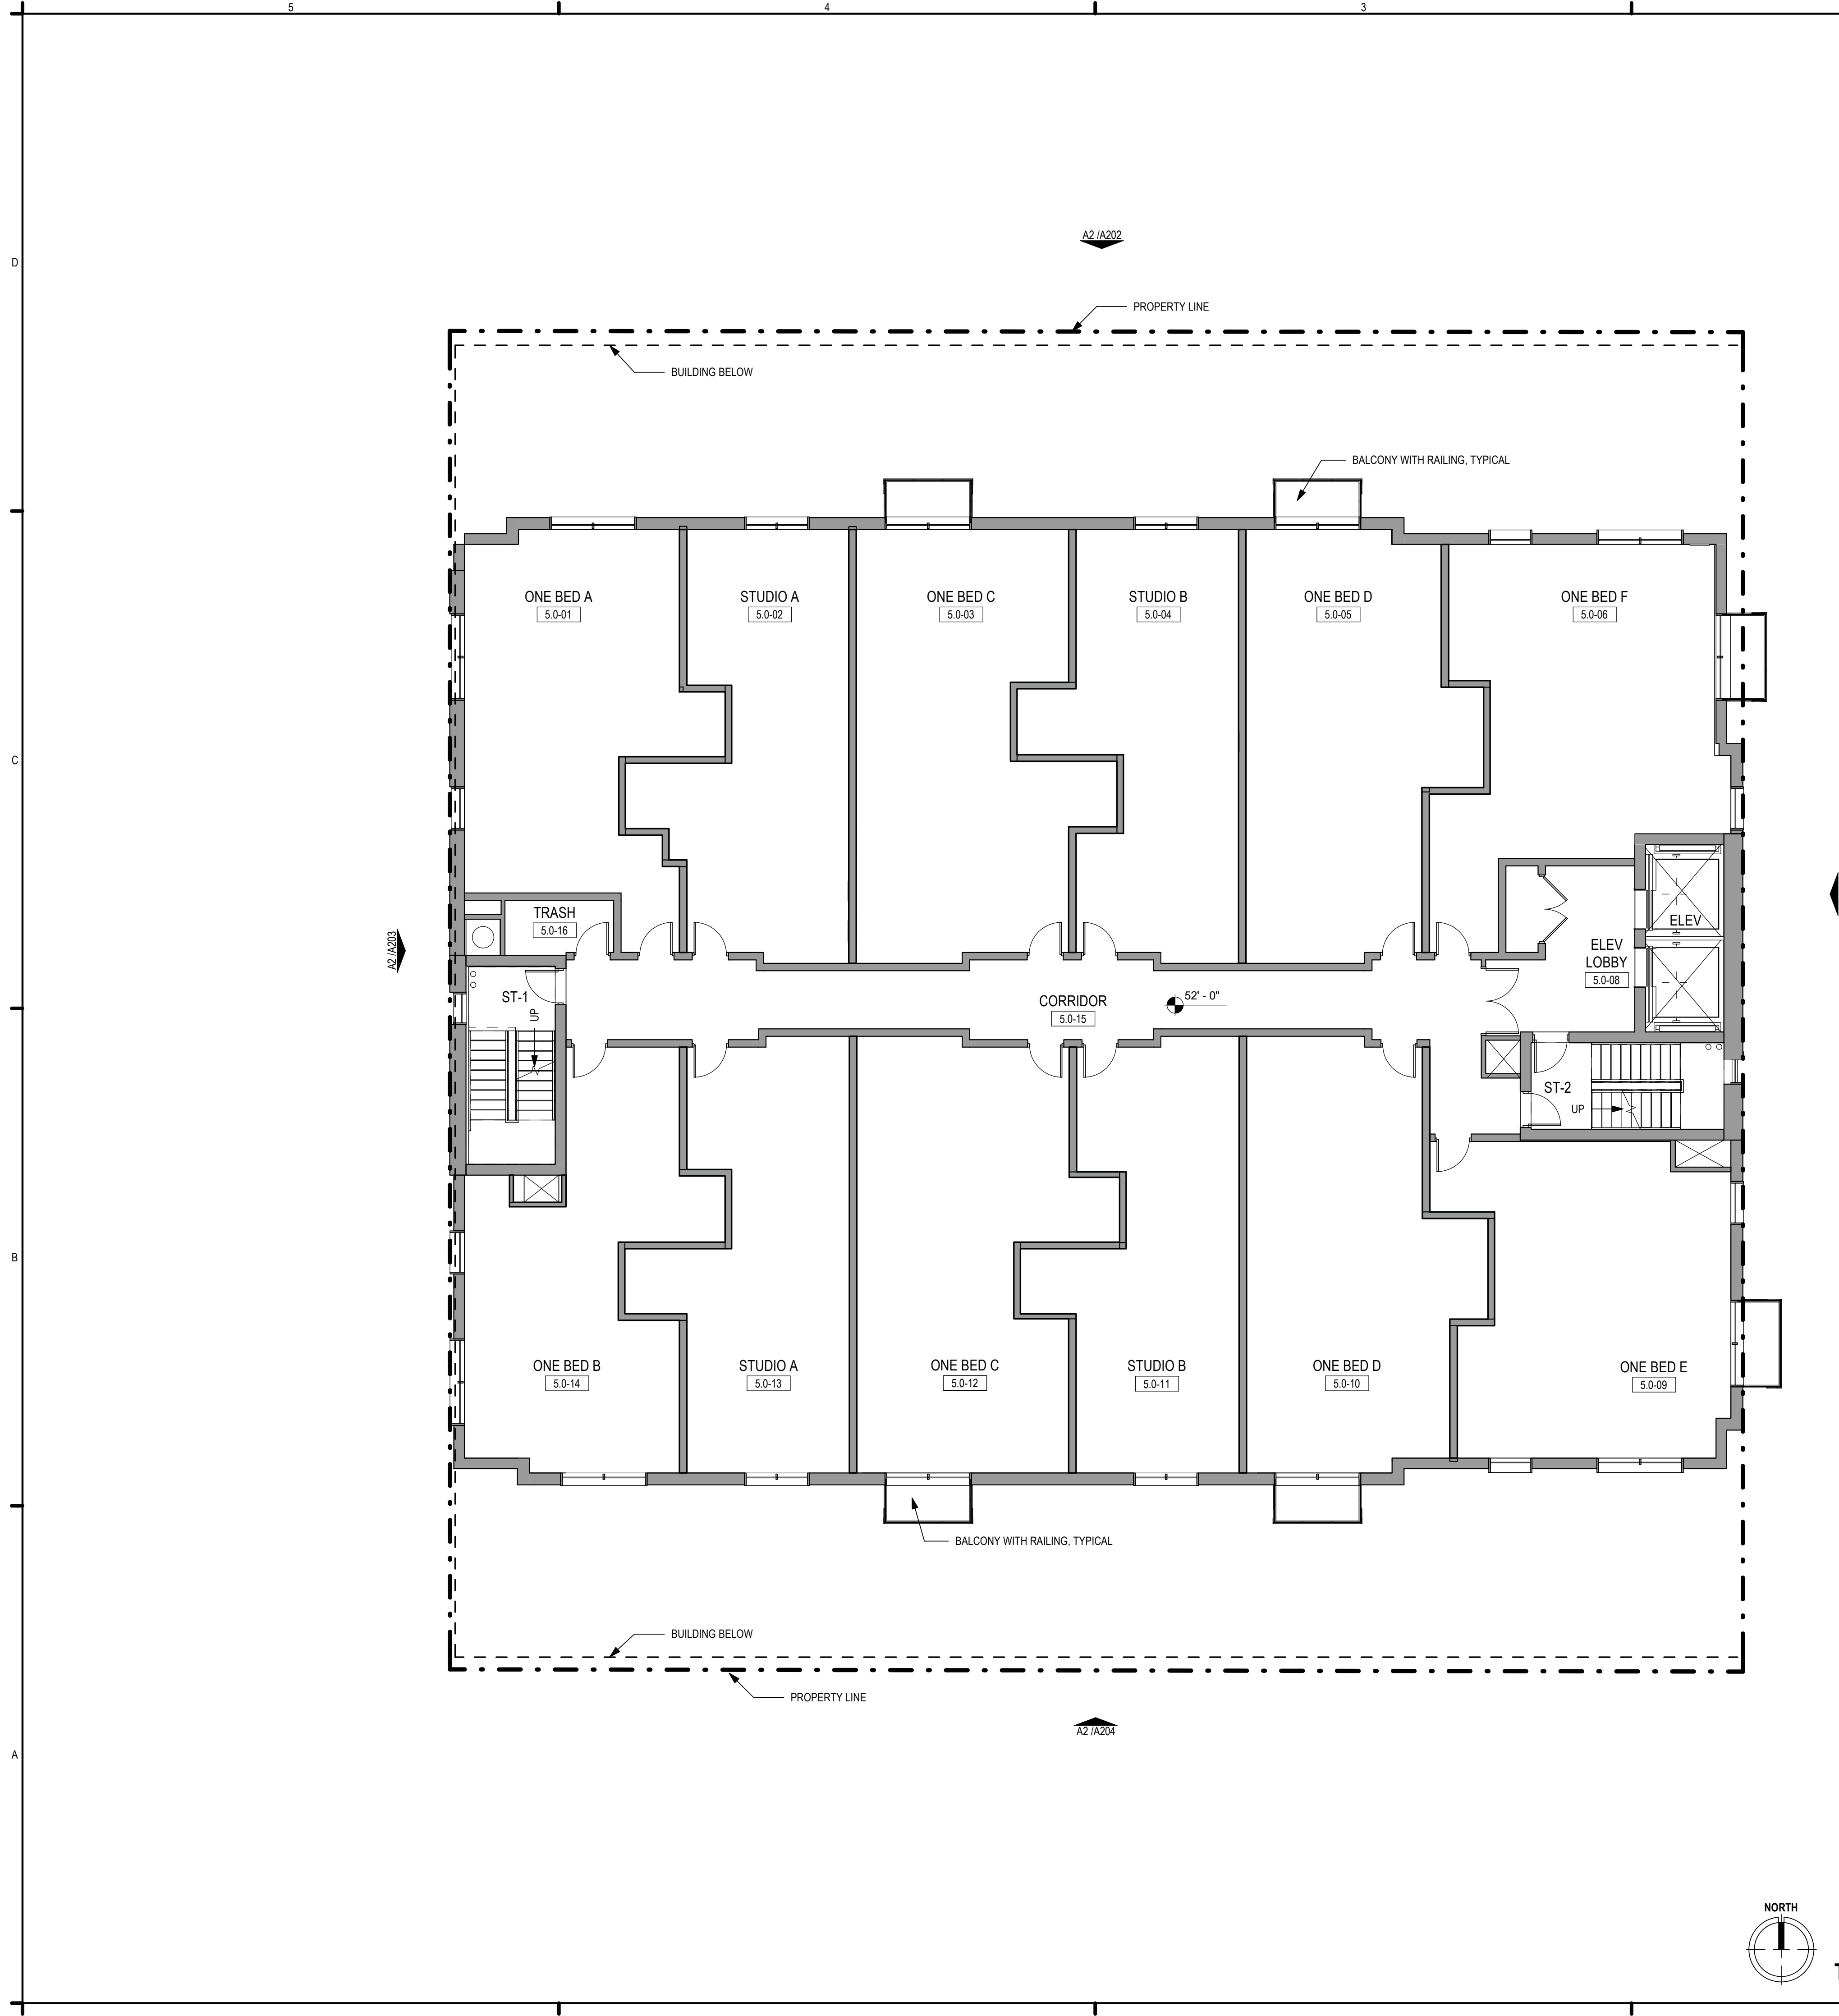 5
4
3
D
A2 /A202
PROPERTY LINE
BUILDING BELOW
BALCONY WITH RAILING, TYPICAL
ONE BED A
5.0-01
STUDIO A
5.0-02
ONE BED C
5.0-03
STUDIO B
5.0-04
ONE BED D
5.0-05
ONE BED F
5.0-06
C
TRASH
5.0-16
ELEV
A2 /A203
ELEV
LOBBY
5.0-08
ST-1
UP
CORRIDOR
5.0-15
52' - 0"
ST-2
UP
B
ONE BED B
5.0-14
STUDIO A
5.0-13
ONE BED C
5.0-12
STUDIO B
5.0-11
ONE BED D
5.0-10
ONE BED E
5.0-09
BALCONY WITH RAILING, TYPICAL
BUILDING BELOW
PROPERTY LINE
A2 /A204
A
NORTH